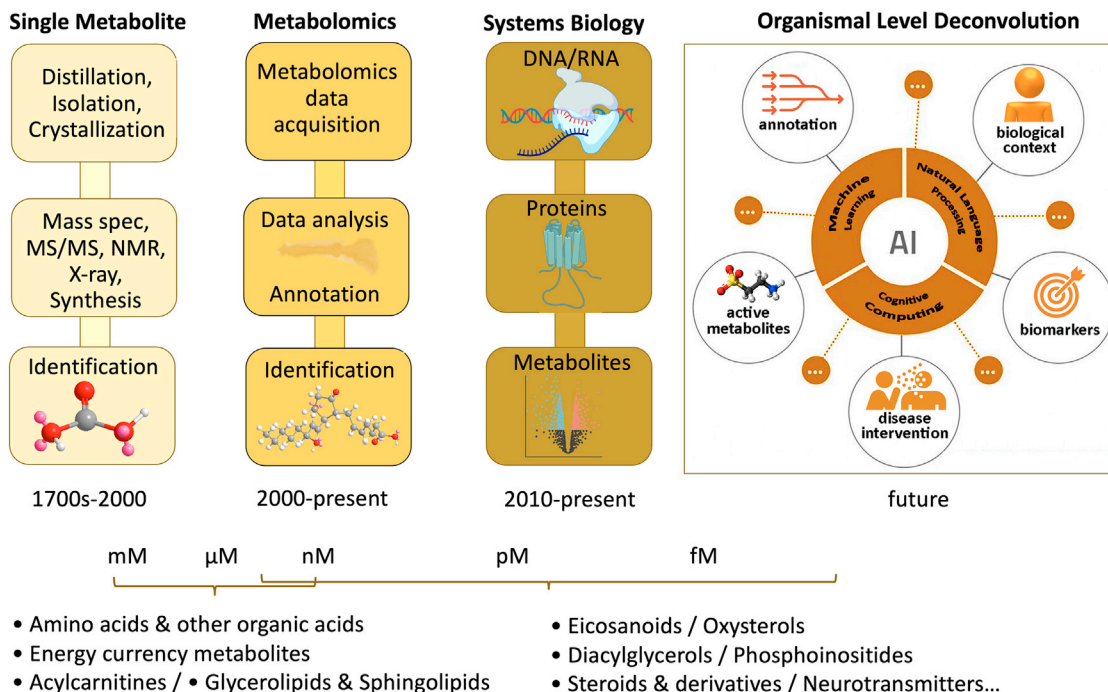 Single Metabolite
Distillation,
Isolation,
Crystallization
Mass spec,
MS/MS, NMR,
X-ray,
Synthesis
Identification
1700s-2000
Metabolomics
Metabolomics
data
acquisition
Data analysis
Annotation
Identification
2000-present
Systems Biology
DNA/RNA
Proteins
Metabolites
2010-present
Organismal Level Deconvolution
annotation
...
biological
context
Machine
Learning
Natural Language
Processing
AI
...
...
active
metabolites
Cognitive
Computing
biomarkers
...
...
disease
intervention
future
mM μM nM pM fM
• Amino acids & other organic acids
• Energy currency metabolites
• Acylcarnitines / • Glycerolipids & Sphingolipids
• Eicosanoids / Oxysterols
• Diacylglycerols / Phosphoinositides
• Steroids & derivatives / Neurotransmitters...